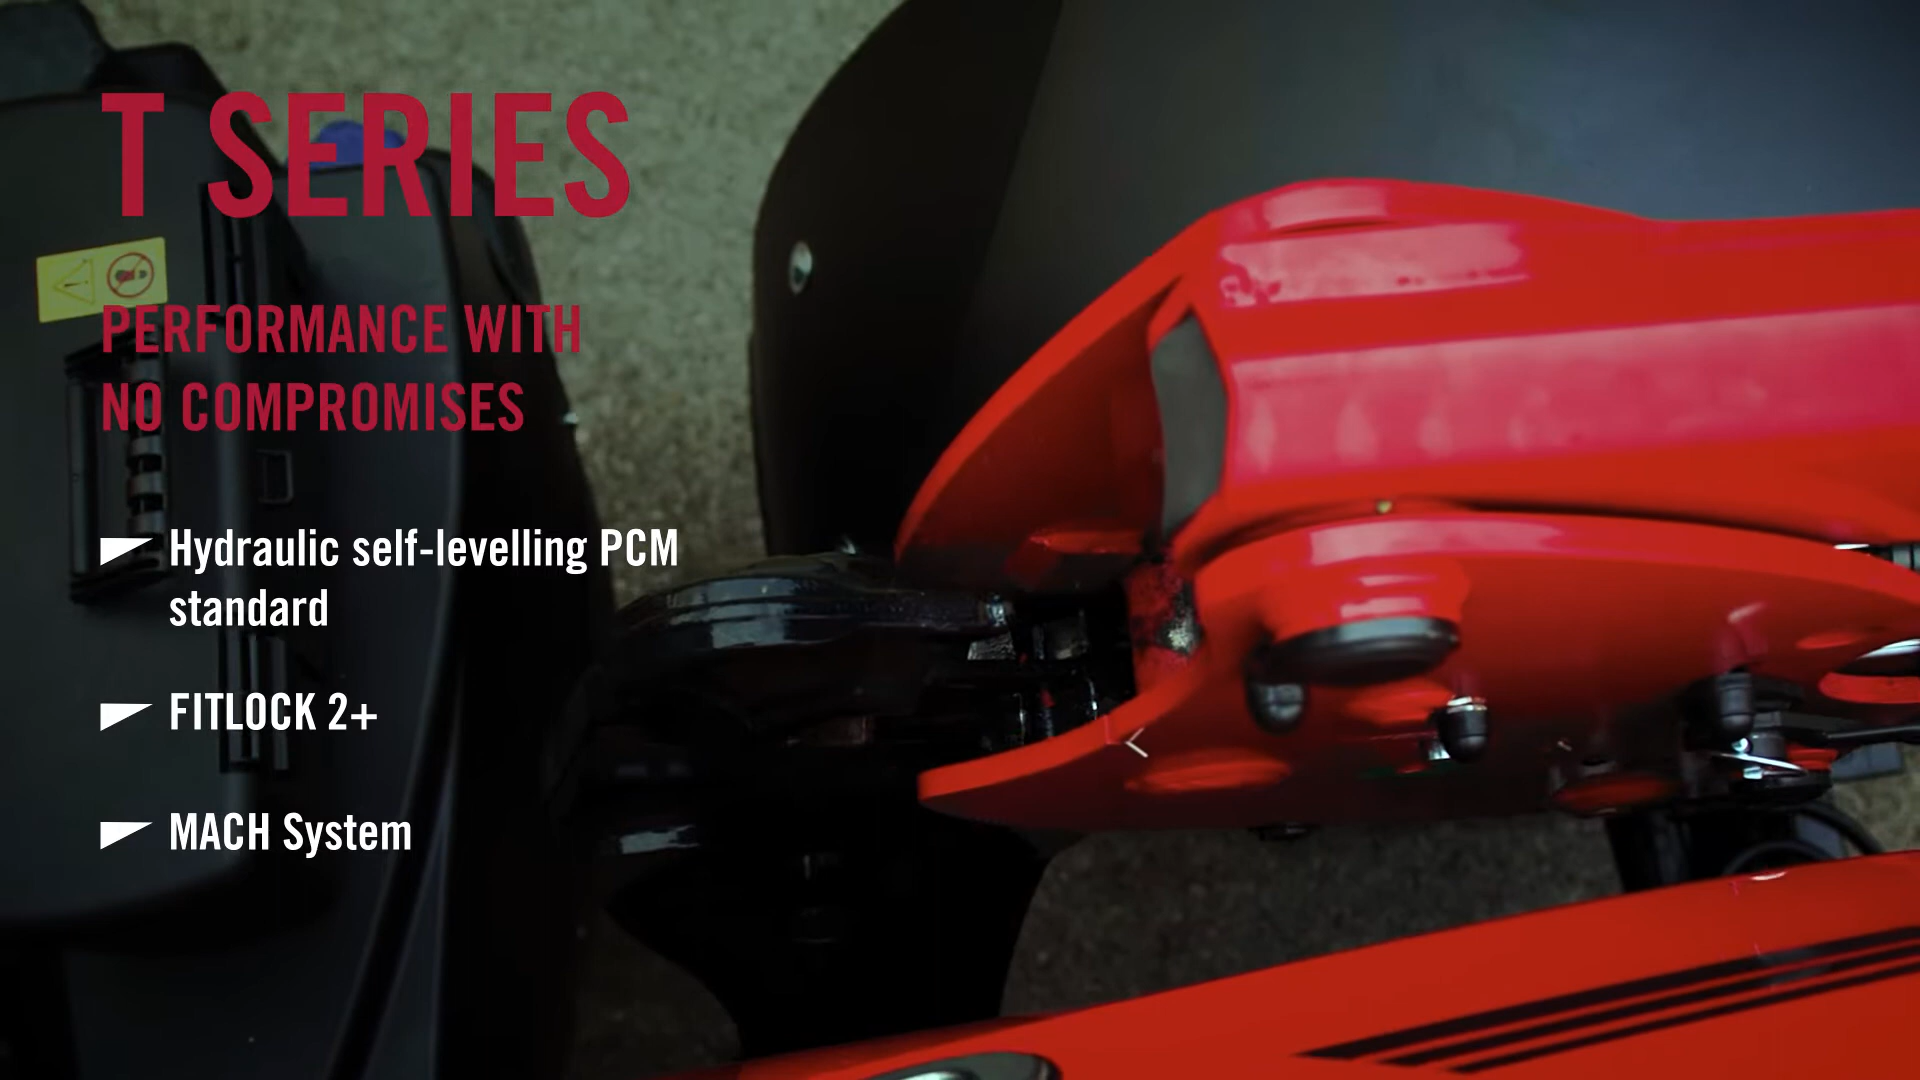 T SERIES
PERFORMANCE WITH
NO COMPROMISES
Hydraulic self-levelling PCM
standard
FITLOCK 2+
MACH System